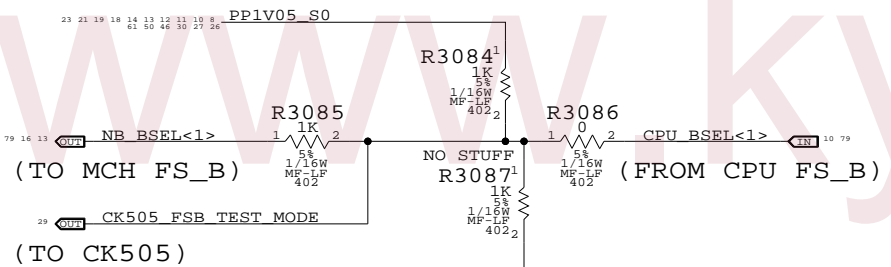 www.ky
23 21 19 18 14 13 12 11 10 8 PP1V05_S0
61 50 46 30 27 26
R3084 1
1K
5%
1/16W
MF-LF
402 2
R3085
1K
1 2
5%
1/16W
MF-LF
402
R3086
0
1 2
5%
1/16W
MF-LF
402
79 16 13 OUT NB_BSEL<1>
CPU_BSEL<1> IN 10 79
(TO MCH FS_B)
(FROM CPU FS_B)
NO STUFF
R3087 1
1K
5%
1/16W
MF-LF
402 2
29 OUT CK505_FSB_TEST_MODE
(TO CK505)